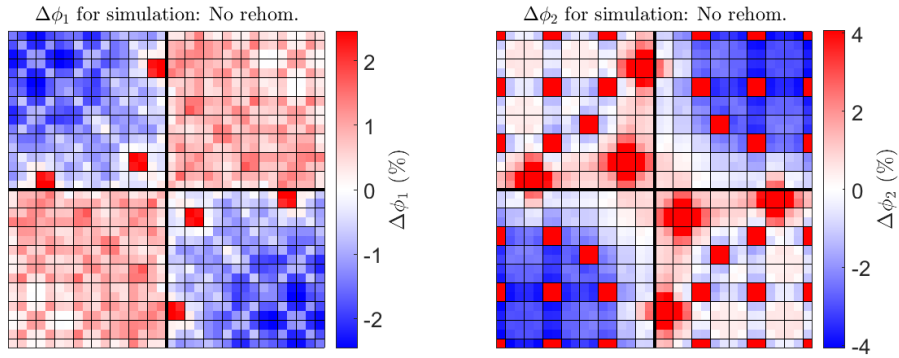 Δϕ₁ for simulation: No rehom.
2
1
0
-1
-2
Δϕ₁ (%)
Δϕ₂ for simulation: No rehom.
4
2
0
-2
-4
Δϕ₂ (%)